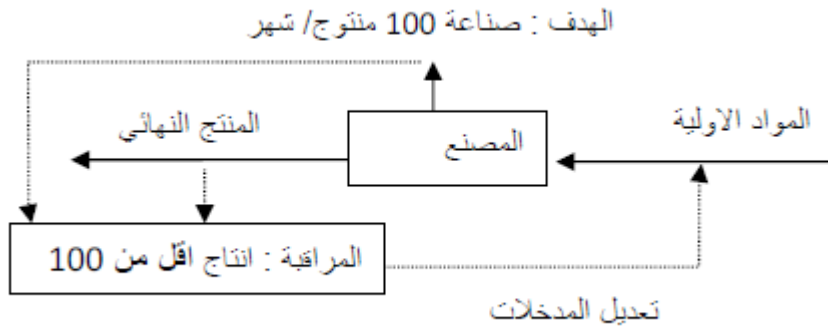 الهدف : صناعة 100 منتوج/ شهر
المواد الاولية
المصنع
المنتج النهائي
المراقبة : انتاج اقل من 100
تعديل المدخلات